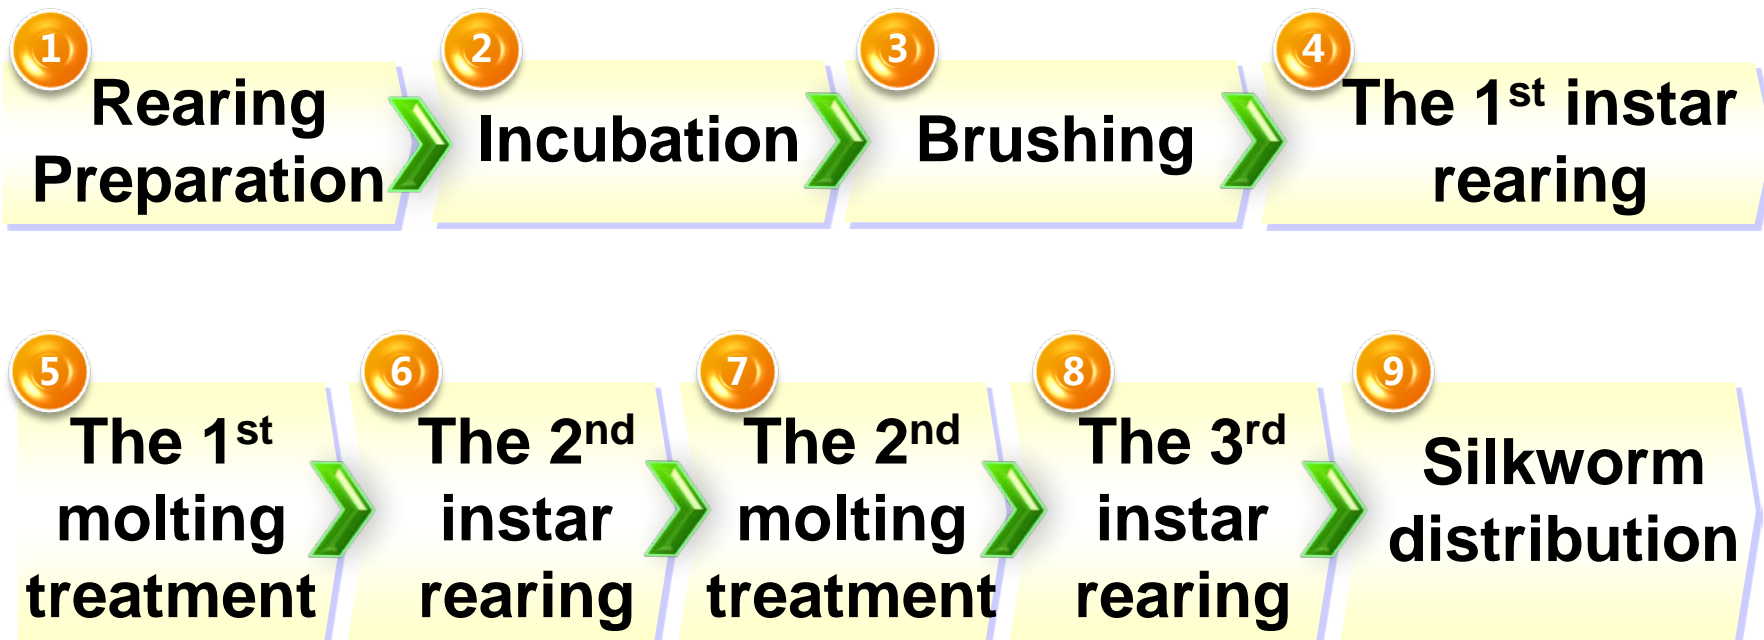 1
Rearing
Preparation
2
Incubation
3
Brushing
4
The 1st instar
rearing
5
The 1st
molting
treatment
6
The 2nd
instar
rearing
7
The 2nd
molting
treatment
8
The 3rd
instar
rearing
9
Silkworm
distribution